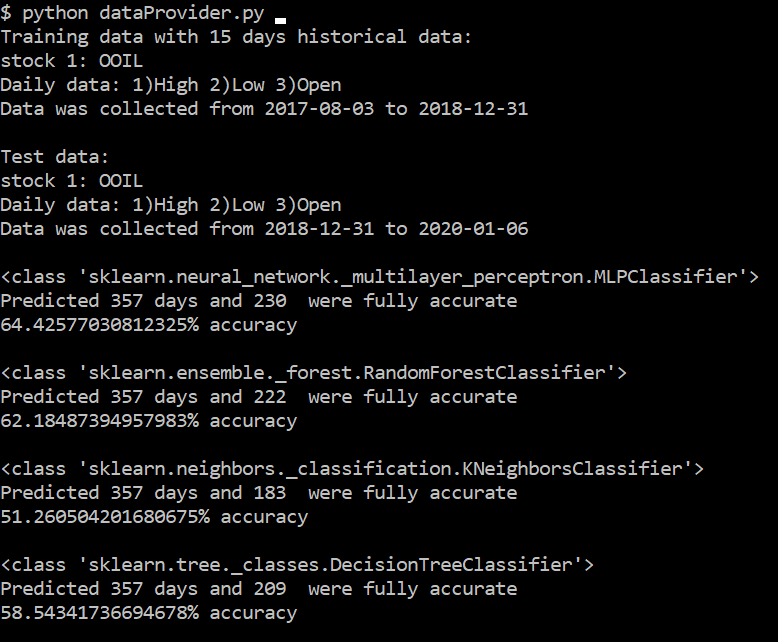 $ python dataProvider.py
Training data with 15 days historical data:
stock 1: OOIL
Daily data: 1)High 2)Low 3)Open
Data was collected from 2017-08-03 to 2018-12-31
Test data:
stock 1: OOIL
Daily data: 1)High 2)Low 3)Open
Data was collected from 2018-12-31 to 2020-01-06
<class 'sklearn.neural_network._multilayer_perceptron.MLPClassifier'>
Predicted 357 days and 230  were fully accurate
64.42577030812325% accuracy
<class 'sklearn.ensemble._forest.RandomForestClassifier'>
Predicted 357 days and 222  were fully accurate
62.18487394957983% accuracy
<class 'sklearn.neighbors._classification.KNeighborsClassifier'>
Predicted 357 days and 183  were fully accurate
51.260504201680675% accuracy
<class 'sklearn.tree._classes.DecisionTreeClassifier'>
Predicted 357 days and 209  were fully accurate
58.54341736694678% accuracy